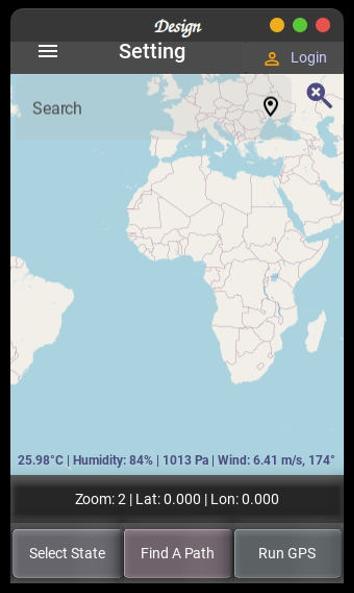 Design
Setting
Login
Search
25.98°C | Humidity: 84% | 1013 Pa | Wind: 6.41 m/s, 174°
Zoom: 2 | Lat: 0.000 | Lon: 0.000
Select State
Find A Path
Run GPS